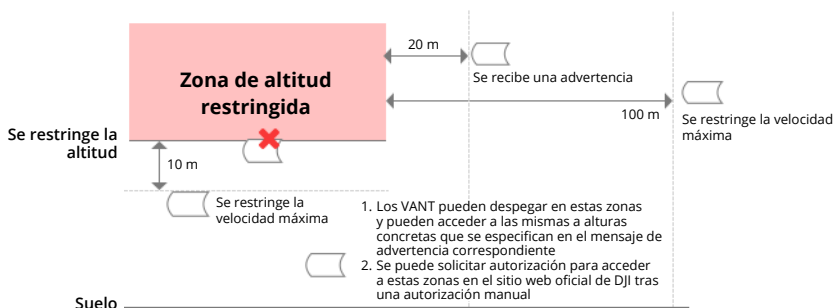 20 m
Se recibe una advertencia
Zona de altitud
restringida
100 m
Se restringe la velocidad
máxima
Se restringe la
altitud
10 m
Se restringe la
velocidad máxima
1. Los VANT pueden despegar en estas zonas
y pueden acceder a las mismas a alturas
concretas que se especifican en el mensaje de
advertencia correspondiente
2. Se puede solicitar autorización para acceder
a estas zonas en el sitio web oficial de DJI tras
una autorización manual
Suelo